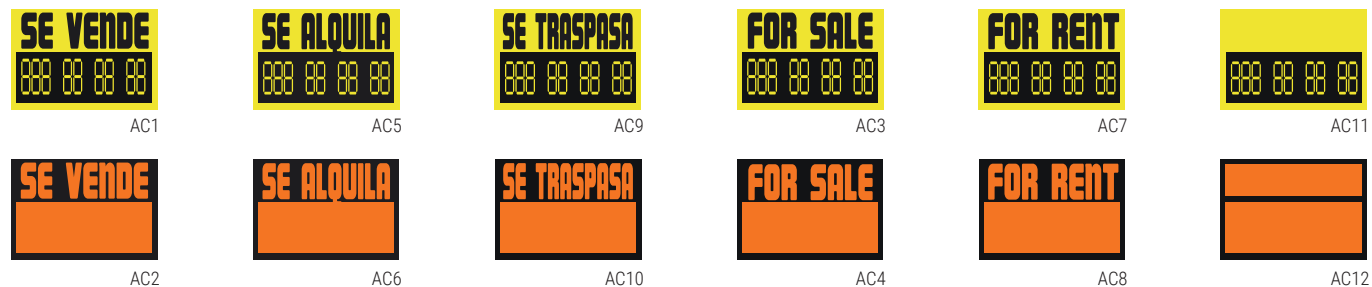 SE VENDE
888 88 88 88
AC1
SE ALQUILA
888 88 88 88
AC5
SE TRASPASA
888 88 88 88
AC9
FOR SALE
888 88 88 88
AC3
FOR RENT
888 88 88 88
AC7
888 88 88 88
AC11
SE VENDE
AC2
SE ALQUILA
AC6
SE TRASPASA
AC10
FOR SALE
AC4
FOR RENT
AC8
AC12